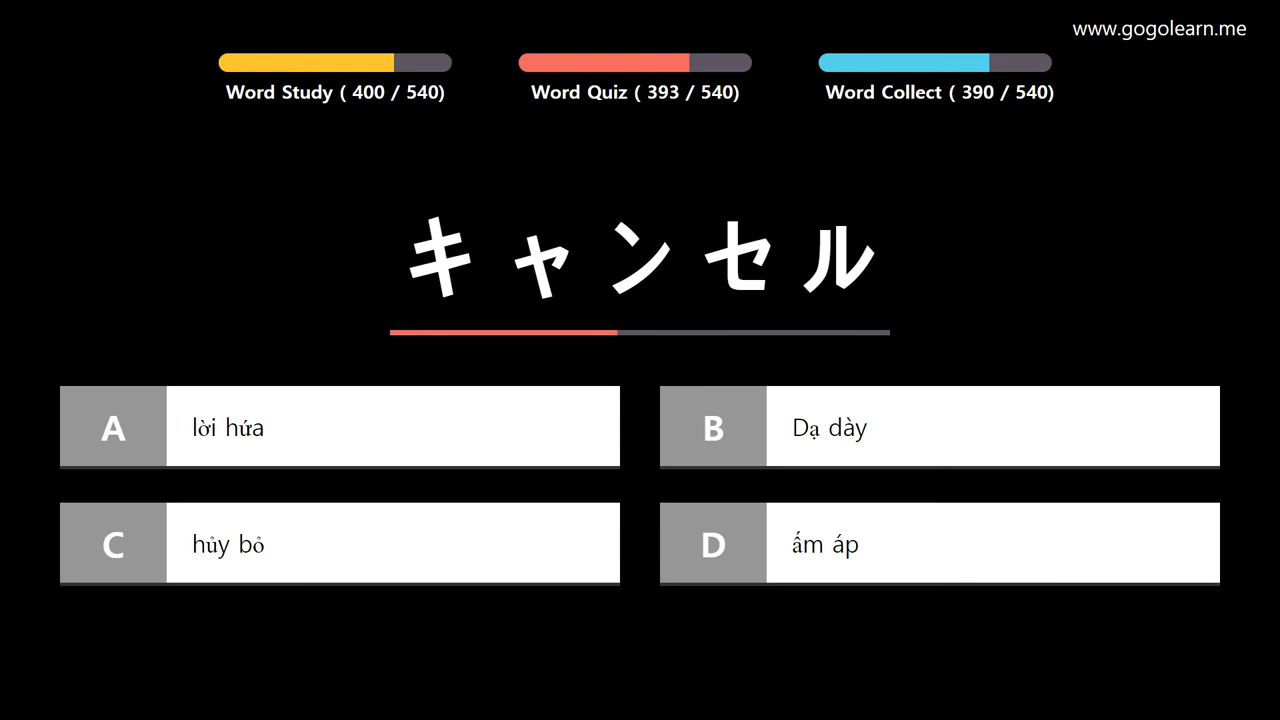 www.gogolearn.me
Word Study ( 400 / 540)
Word Quiz ( 393 / 540)
Word Collect ( 390 / 540)
キャンセル
A lời hứa
B Dạ dày
C hủy bỏ
D ấm áp